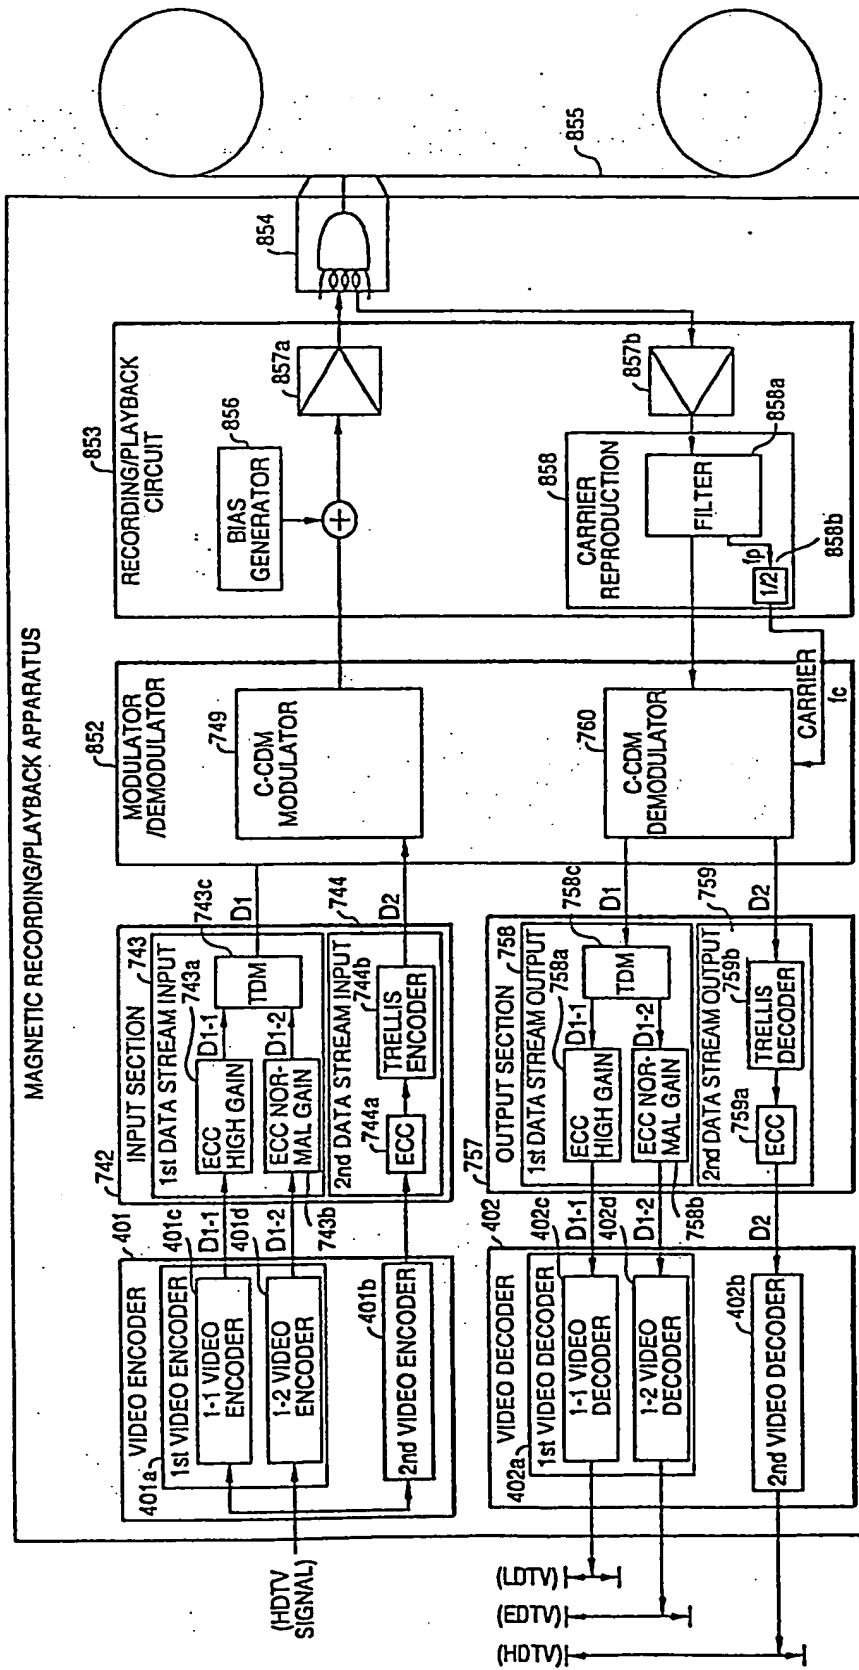 MAGNETIC RECORDING/PLAYBACK APPARATUS
(HDTV
SIGNAL)
401
VIDEO ENCODER
401a
1st VIDEO ENCODER
401c
1-1 VIDEO
ENCODER
401d
1-2 VIDEO
ENCODER
401b
2nd VIDEO ENCODER
D1-1
D1-2
742
INPUT SECTION
743
1st DATA STREAM INPUT
743a
ECC
HIGH GAIN
D1-1
743c
TDM
ECC NOR-
MAL GAIN
D1-2
743b
744
2nd DATA STREAM INPUT
744a
ECC
744b
TRELLIS
ENCODER
D1
D2
852
MODULATOR
/DEMODULATOR
749
C-CDM
MODULATOR
760
C-CDM
DEMODULATOR
CARRIER
fc
853
RECORDING/PLAYBACK
CIRCUIT
856
BIAS
GENERATOR
+
857a
854
855
857b
858
CARRIER
REPRODUCTION
858a
FILTER
fp
1/2
858b
757
OUTPUT SECTION
758
1st DATA STREAM OUTPUT
758a
ECC
HIGH GAIN
D1-1
758c
TDM
D1
ECC NOR-
MAL GAIN
D1-2
758b
759
2nd DATA STREAM OUTPUT
759a
ECC
759b
TRELLIS
DECODER
D2
402
VIDEO DECODER
402a
1st VIDEO DECODER
402c
1-1 VIDEO
DECODER
D1-1
402d
1-2 VIDEO
DECODER
D1-2
402b
2nd VIDEO DECODER
D2
(LDTV)
(EDTV)
(HDTV)